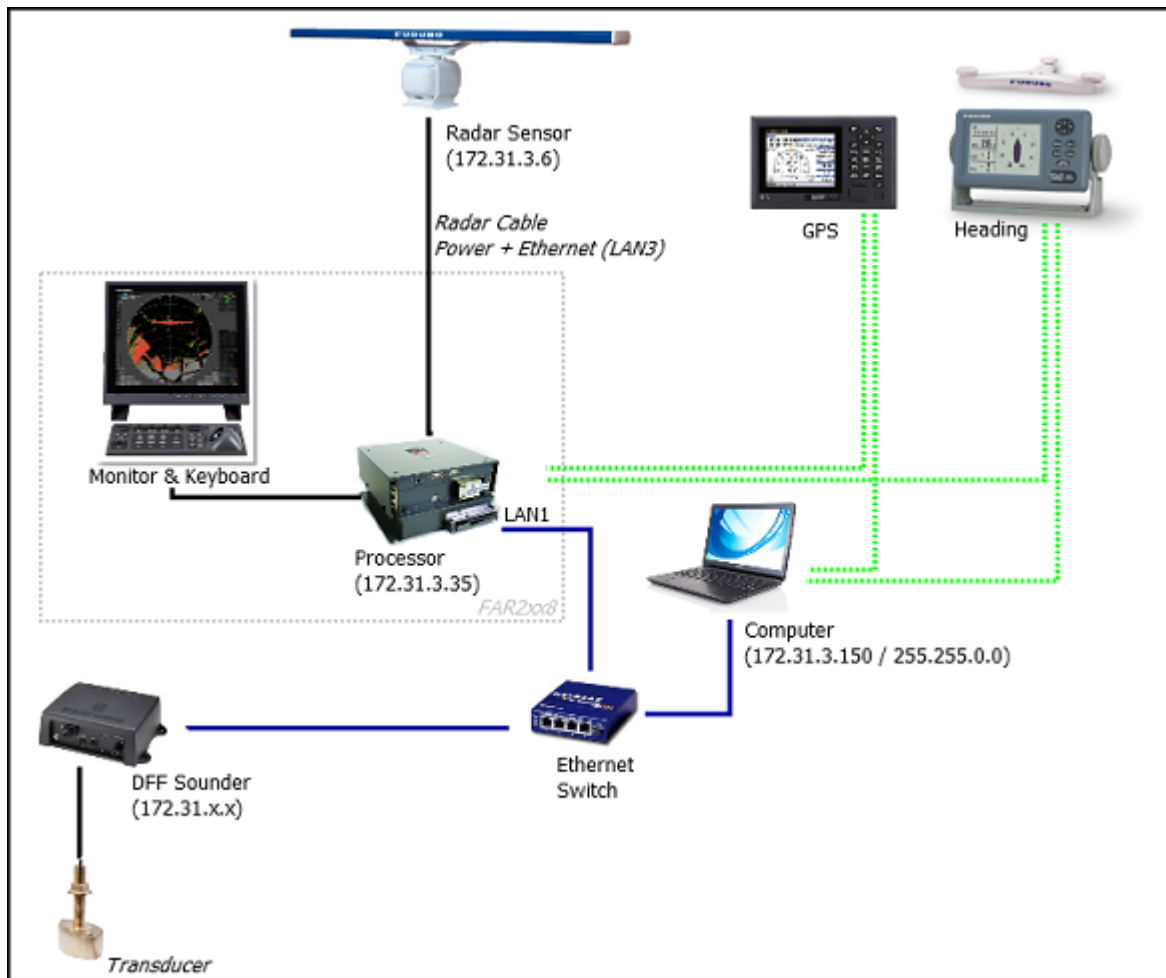 FURUNO
Radar Sensor
(172.31.3.6)
Radar Cable
Power + Ethernet (LAN3)
GPS
FURUNO
Heading
Monitor & Keyboard
LAN1
Processor
(172.31.3.35)
FAR2xx8
Computer
(172.31.3.150 / 255.255.0.0)
DFF Sounder
(172.31.x.x)
Ethernet
Switch
Transducer